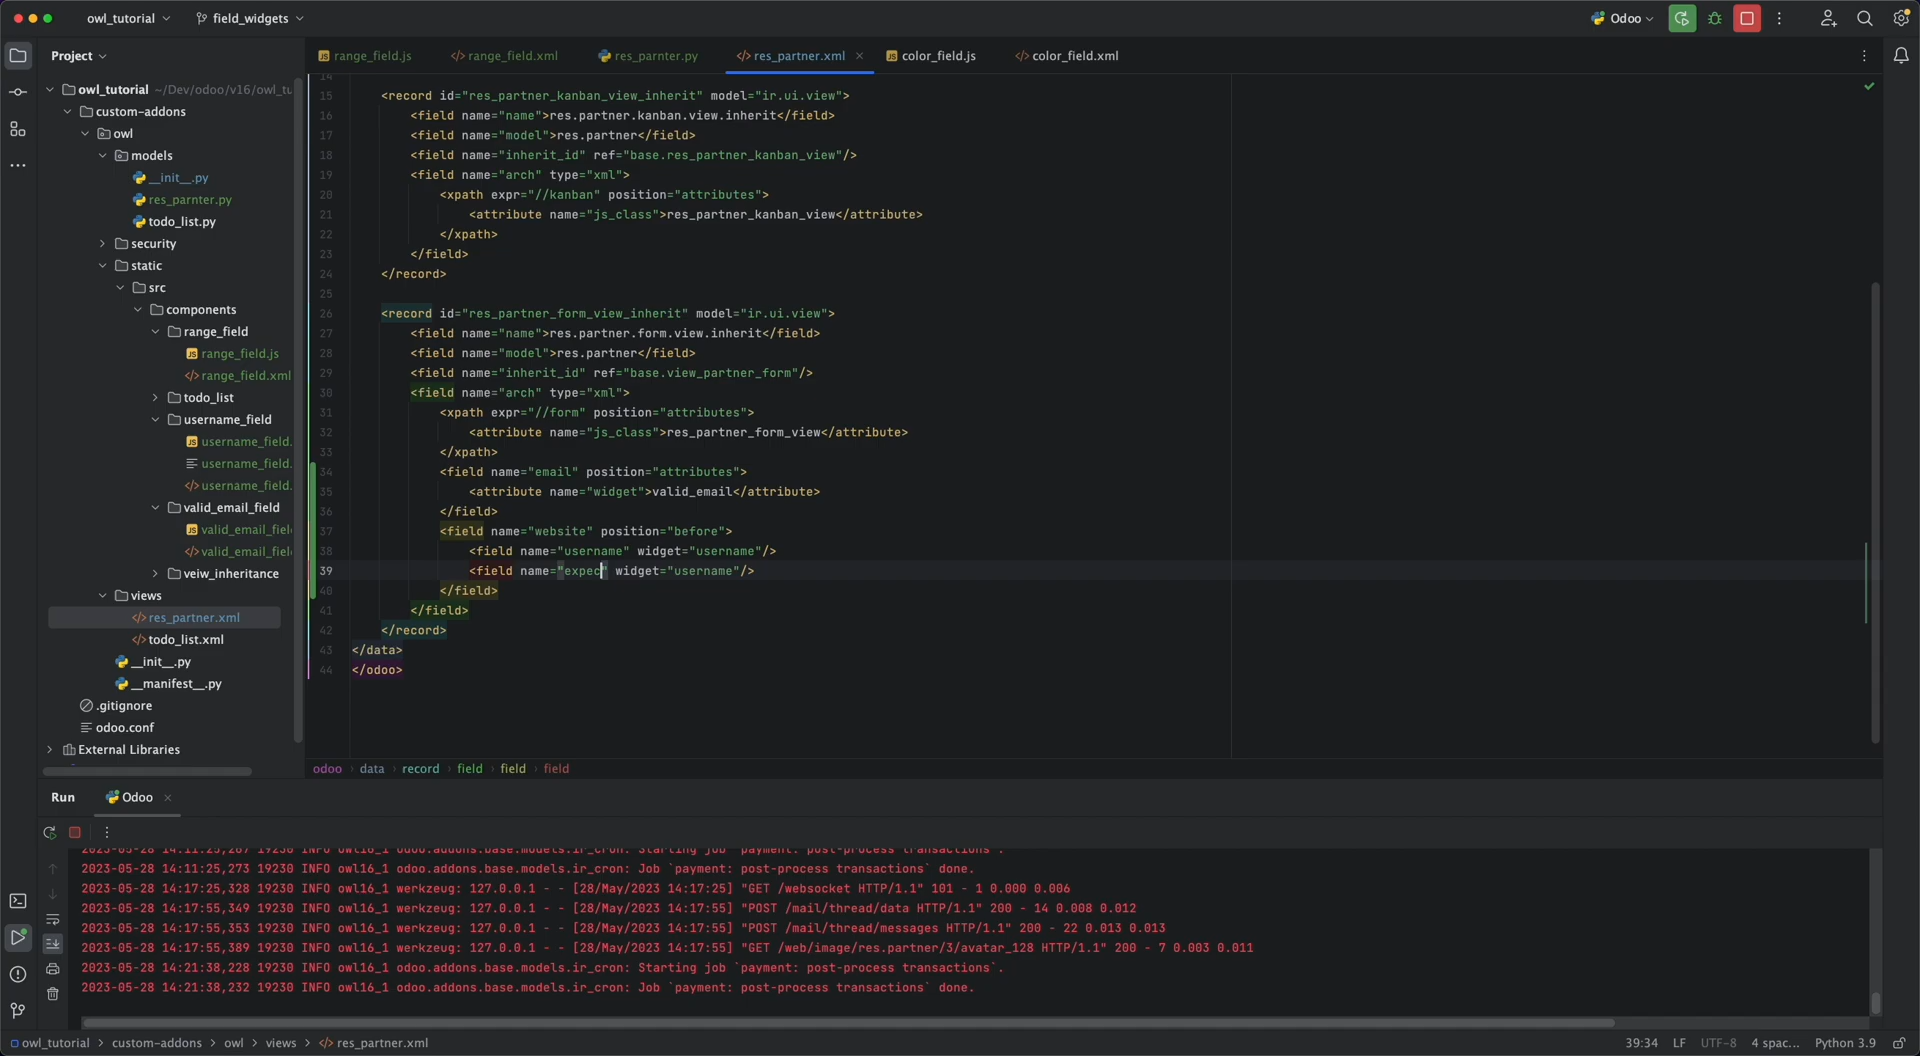 owl_tutorial
field_widgets
Odoo
Project
range_field.js
range_field.xml
res_parnter.py
res_partner.xml
color_field.js
color_field.xml
owl_tutorial ~/Dev/odoo/v16/owl_tu
custom-addons
owl
models
__init__.py
res_parnter.py
todo_list.py
security
static
src
components
range_field
range_field.js
range_field.xml
todo_list
username_field
username_field.
username_field.
username_field.
valid_email_field
valid_email_fiel
valid_email_fiel
veiw_inheritance
views
res_partner.xml
todo_list.xml
__init__.py
__manifest__.py
.gitignore
odoo.conf
External Libraries
14
15 <record id="res_partner_kanban_view_inherit" model="ir.ui.view">
16 <field name="name">res.partner.kanban.view.inherit</field>
17 <field name="model">res.partner</field>
18 <field name="inherit_id" ref="base.res_partner_kanban_view"/>
19 <field name="arch" type="xml">
20 <xpath expr="//kanban" position="attributes">
21 <attribute name="js_class">res_partner_kanban_view</attribute>
22 </xpath>
23 </field>
24 </record>
25
26 <record id="res_partner_form_view_inherit" model="ir.ui.view">
27 <field name="name">res.partner.form.view.inherit</field>
28 <field name="model">res.partner</field>
29 <field name="inherit_id" ref="base.view_partner_form"/>
30 <field name="arch" type="xml">
31 <xpath expr="//form" position="attributes">
32 <attribute name="js_class">res_partner_form_view</attribute>
33 </xpath>
34 <field name="email" position="attributes">
35 <attribute name="widget">valid_email</attribute>
36 </field>
37 <field name="website" position="before">
38 <field name="username" widget="username"/>
39 <field name="expec" widget="username"/>
40 </field>
41 </field>
42 </record>
43 </data>
44 </odoo>
odoo › data › record › field › field › field
Run
Odoo
2023-05-28 14:11:25,267 19230 INFO owl16_1 odoo.addons.base.models.ir_cron: Starting job `payment: post-process transactions`.
2023-05-28 14:11:25,273 19230 INFO owl16_1 odoo.addons.base.models.ir_cron: Job `payment: post-process transactions` done.
2023-05-28 14:17:25,328 19230 INFO owl16_1 werkzeug: 127.0.0.1 - - [28/May/2023 14:17:25] "GET /websocket HTTP/1.1" 101 - 1 0.000 0.006
2023-05-28 14:17:55,349 19230 INFO owl16_1 werkzeug: 127.0.0.1 - - [28/May/2023 14:17:55] "POST /mail/thread/data HTTP/1.1" 200 - 14 0.008 0.012
2023-05-28 14:17:55,353 19230 INFO owl16_1 werkzeug: 127.0.0.1 - - [28/May/2023 14:17:55] "POST /mail/thread/messages HTTP/1.1" 200 - 22 0.013 0.013
2023-05-28 14:17:55,389 19230 INFO owl16_1 werkzeug: 127.0.0.1 - - [28/May/2023 14:17:55] "GET /web/image/res.partner/3/avatar_128 HTTP/1.1" 200 - 7 0.003 0.011
2023-05-28 14:21:38,228 19230 INFO owl16_1 odoo.addons.base.models.ir_cron: Starting job `payment: post-process transactions`.
2023-05-28 14:21:38,232 19230 INFO owl16_1 odoo.addons.base.models.ir_cron: Job `payment: post-process transactions` done.
owl_tutorial › custom-addons › owl › views › res_partner.xml
39:34 LF UTF-8 4 spac... Python 3.9